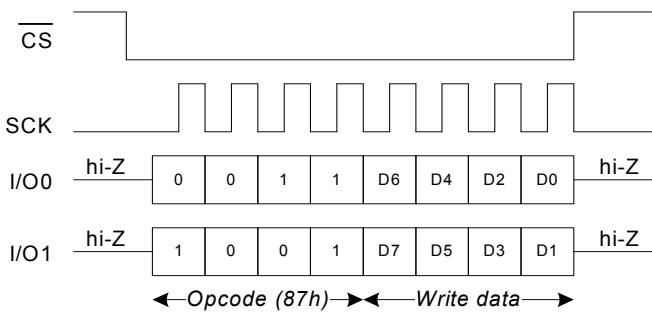 CS
SCK
I/O0 hi-Z 0 0 1 1 D6 D4 D2 D0 hi-Z
I/O1 hi-Z 1 0 0 1 D7 D5 D3 D1 hi-Z
Opcode (87h) Write data